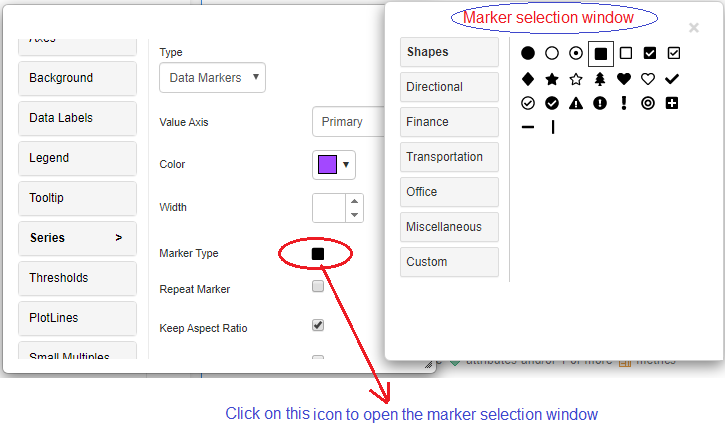 Axes
Background
Data Labels
Legend
Tooltip
Series >
Thresholds
PlotLines
Small Multiples
Type
Data Markers
Value Axis Primary
Color
Width
Marker Type
Repeat Marker
Keep Aspect Ratio
Marker selection window
×
Shapes
Directional
Finance
Transportation
Office
Miscellaneous
Custom
attributes and/or 1 or more metrics
Click on this icon to open the marker selection window